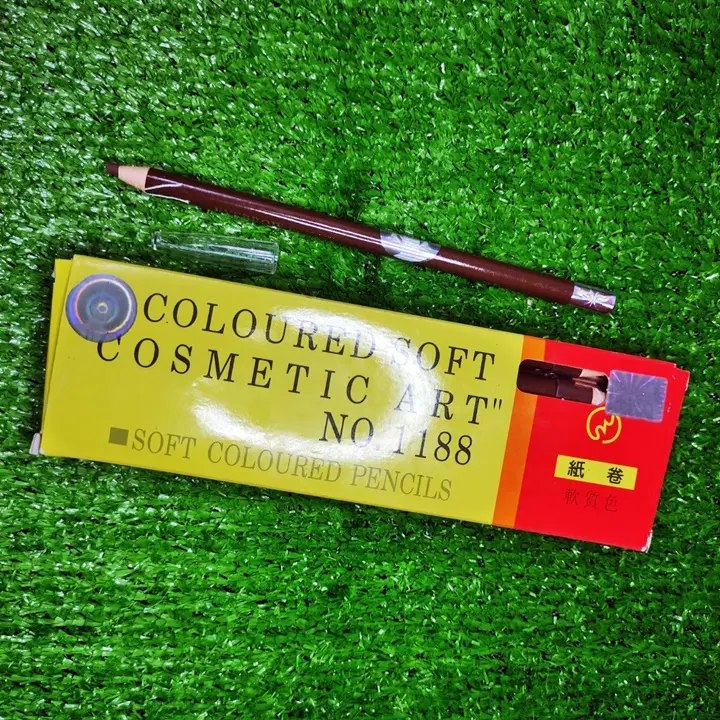 COLOURED SOFT
COSMETIC ART"
NO.1188
■SOFT COLOURED PENCILS
紙卷
軟質色